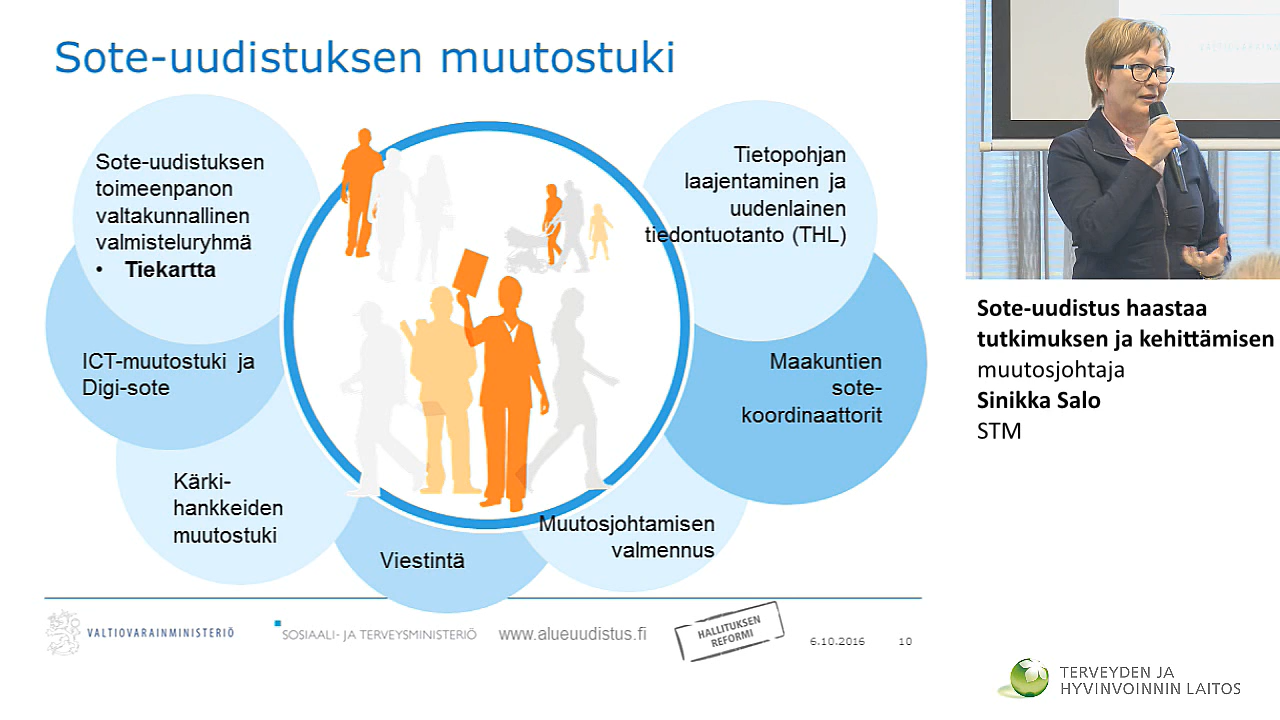 Sote-uudistuksen muutostuki
Sote-uudistuksen
toimeenpanon
valtakunnallinen
valmisteluryhmä
• Tiekartta
ICT-muutostuki ja
Digi-sote
Kärki-
hankkeiden
muutostuki
Viestintä
Muutosjohtamisen
valmennus
Maakuntien
sote-
koordinaattorit
Tietopohjan
laajentaminen ja
uudenlainen
tiedontuotanto (THL)
VALTIOVARAINMINISTERIÖ
SOSIAALI- JA TERVEYSMINISTERIÖ
www.alueuudistus.fi
HALLITUKSEN
REFORMI
6.10.2016
10
Sote-uudistus haastaa
tutkimuksen ja kehittämisen
muutosjohtaja
Sinikka Salo
STM
TERVEYDEN JA
HYVINVOINNIN LAITOS